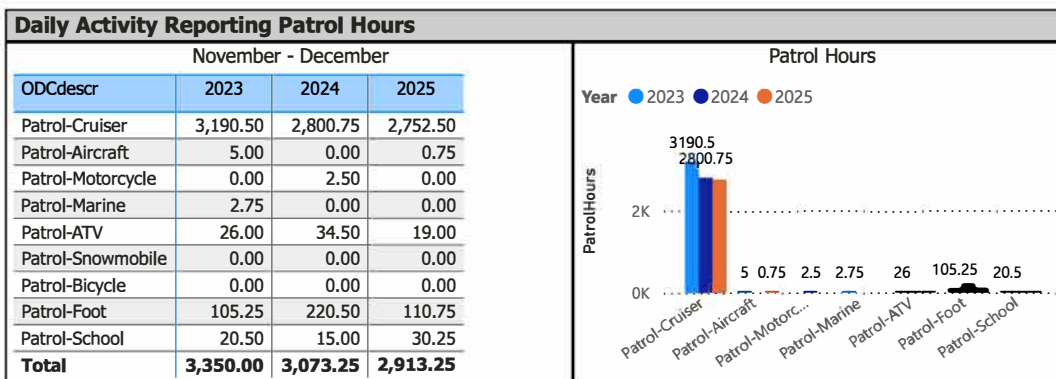 Daily Activity Reporting Patrol Hours
November - December
ODCdescr 2023 2024 2025
Patrol-Cruiser 3,190.50 2,800.75 2,752.50
Patrol-Aircraft 5.00 0.00 0.75
Patrol-Motorcycle 0.00 2.50 0.00
Patrol-Marine 2.75 0.00 0.00
Patrol-ATV 26.00 34.50 19.00
Patrol-Snowmobile 0.00 0.00 0.00
Patrol-Bicycle 0.00 0.00 0.00
Patrol-Foot 105.25 220.50 110.75
Patrol-School 20.50 15.00 30.25
Total 3,350.00 3,073.25 2,913.25
Patrol Hours
Year 2023 2024 2025
3190.5
2800.75
PatrolHours
2K
0K
5 0.75 2.5 2.75 26 105.25 20.5
Patrol-Cruiser
Patrol-Aircraft
Patrol-Motorc...
Patrol-Marine
Patrol-ATV
Patrol-Foot
Patrol-School